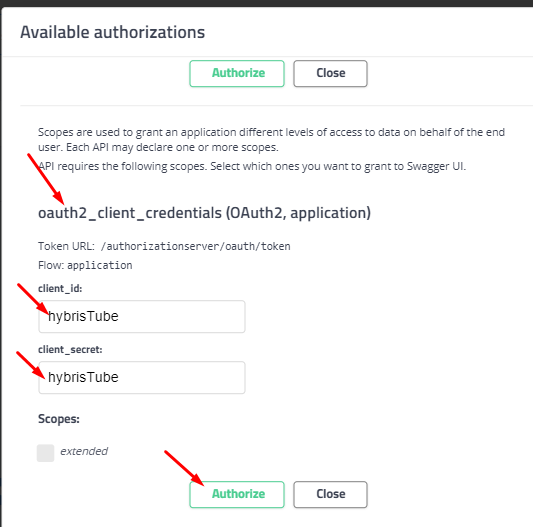 Available authorizations
Authorize Close
Scopes are used to grant an application different levels of access to data on behalf of the end
user. Each API may declare one or more scopes.
API requires the following scopes. Select which ones you want to grant to Swagger UI.
oauth2_client_credentials (OAuth2, application)
Token URL: /authorizationserver/oauth/token
Flow: application
client_id:
hybrisTube
client_secret:
hybrisTube
Scopes:
extended
Authorize Close